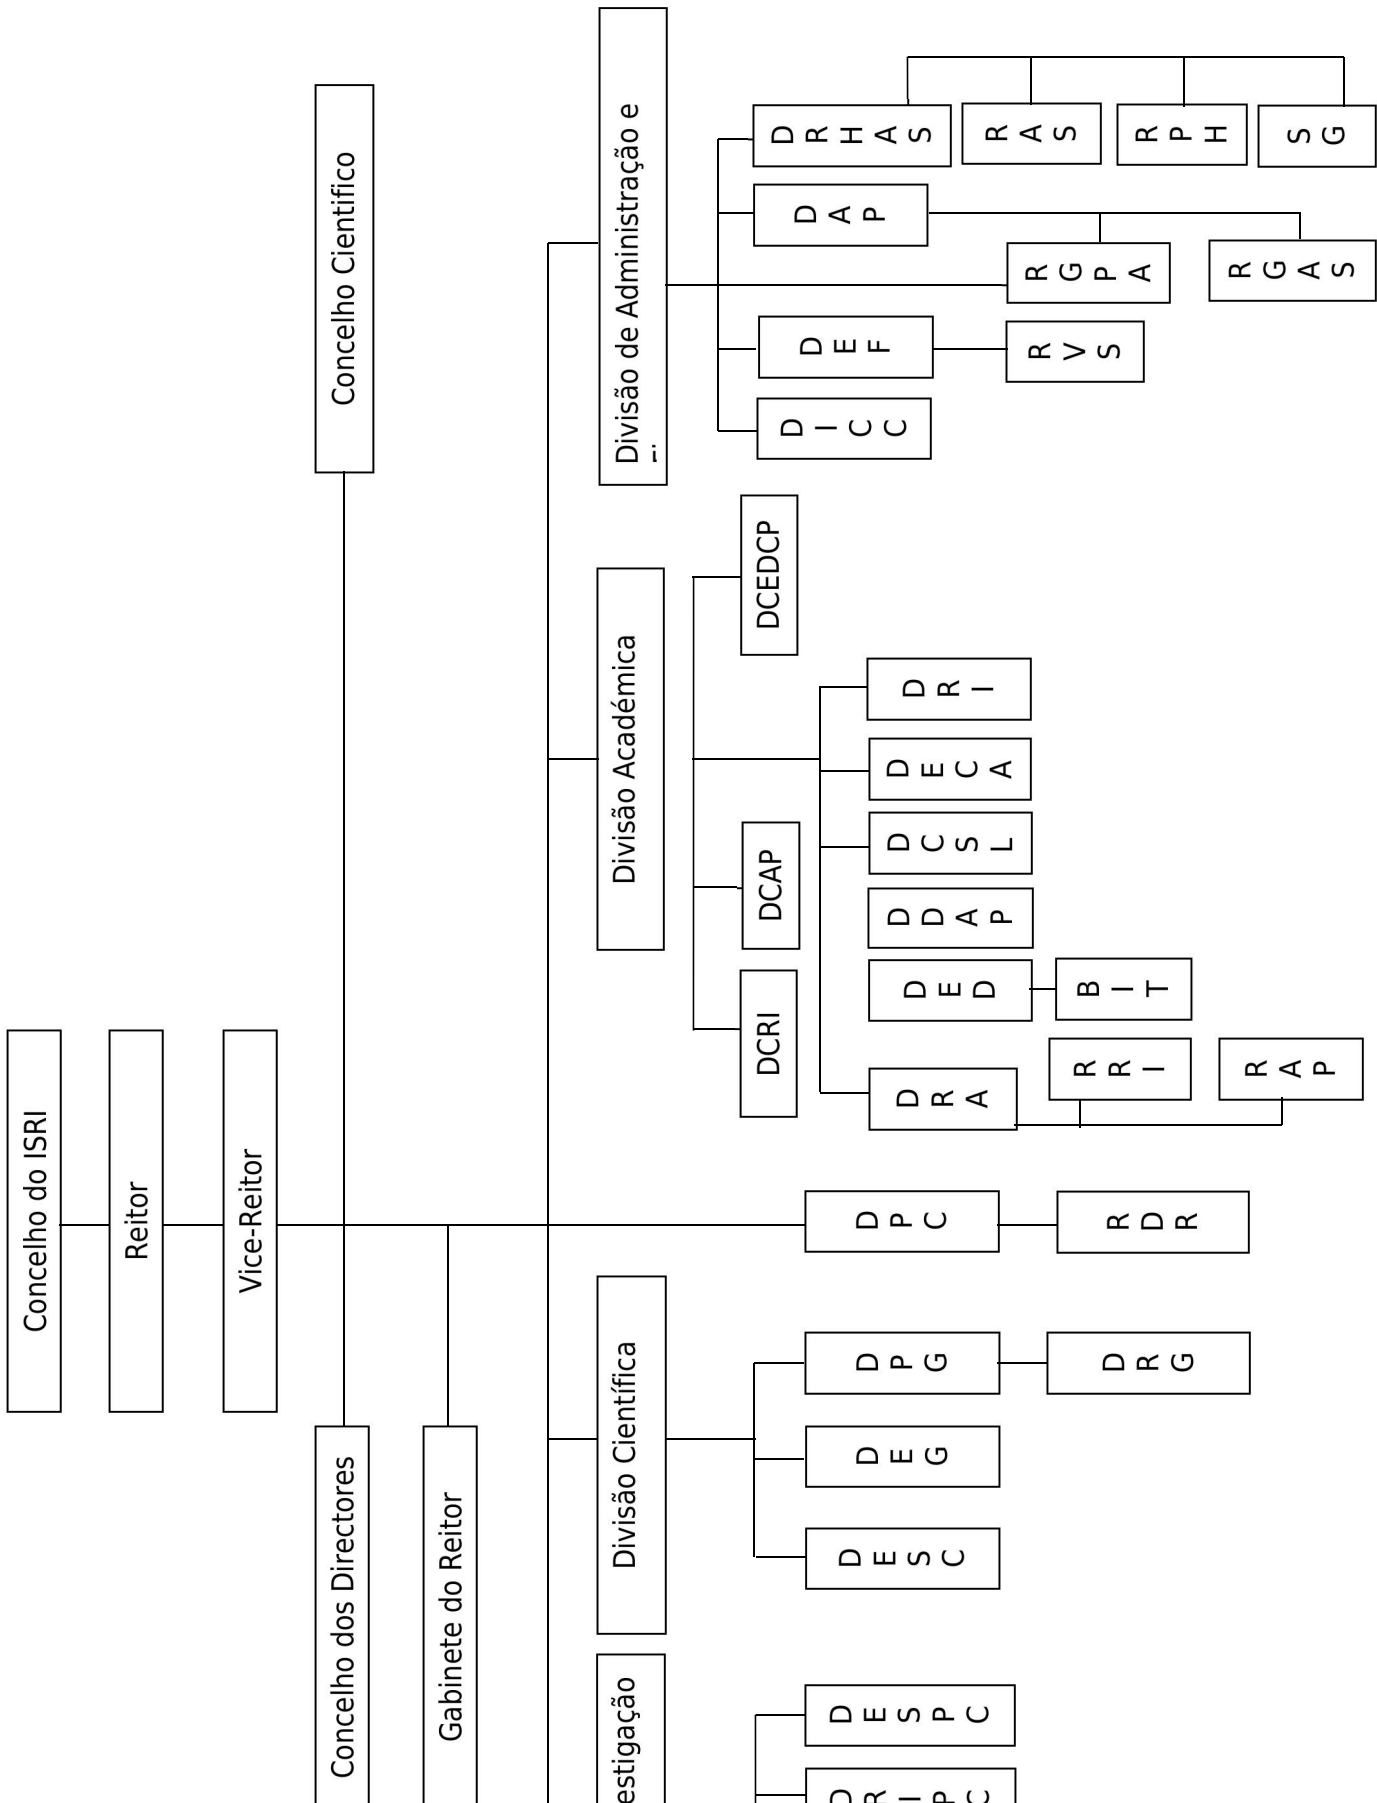 Concelho do ISRI
Reitor
Vice-Reitor
Concelho dos Directores
Concelho Cientifico
Gabinete do Reitor
estigação
Divisão Científica
Divisão Académica
Divisão de Administração e
DESPC
DRIPC
DESC
DEG
DPG
DRG
DPC
RDR
DCRI
DCAP
DCEDCP
DRA
RRI
RAP
DED
BIT
DDAP
DCSL
DECA
DRI
DICC
DEF
RVS
DAP
RGPA
RGAS
DRHAS
RAS
RPH
SG